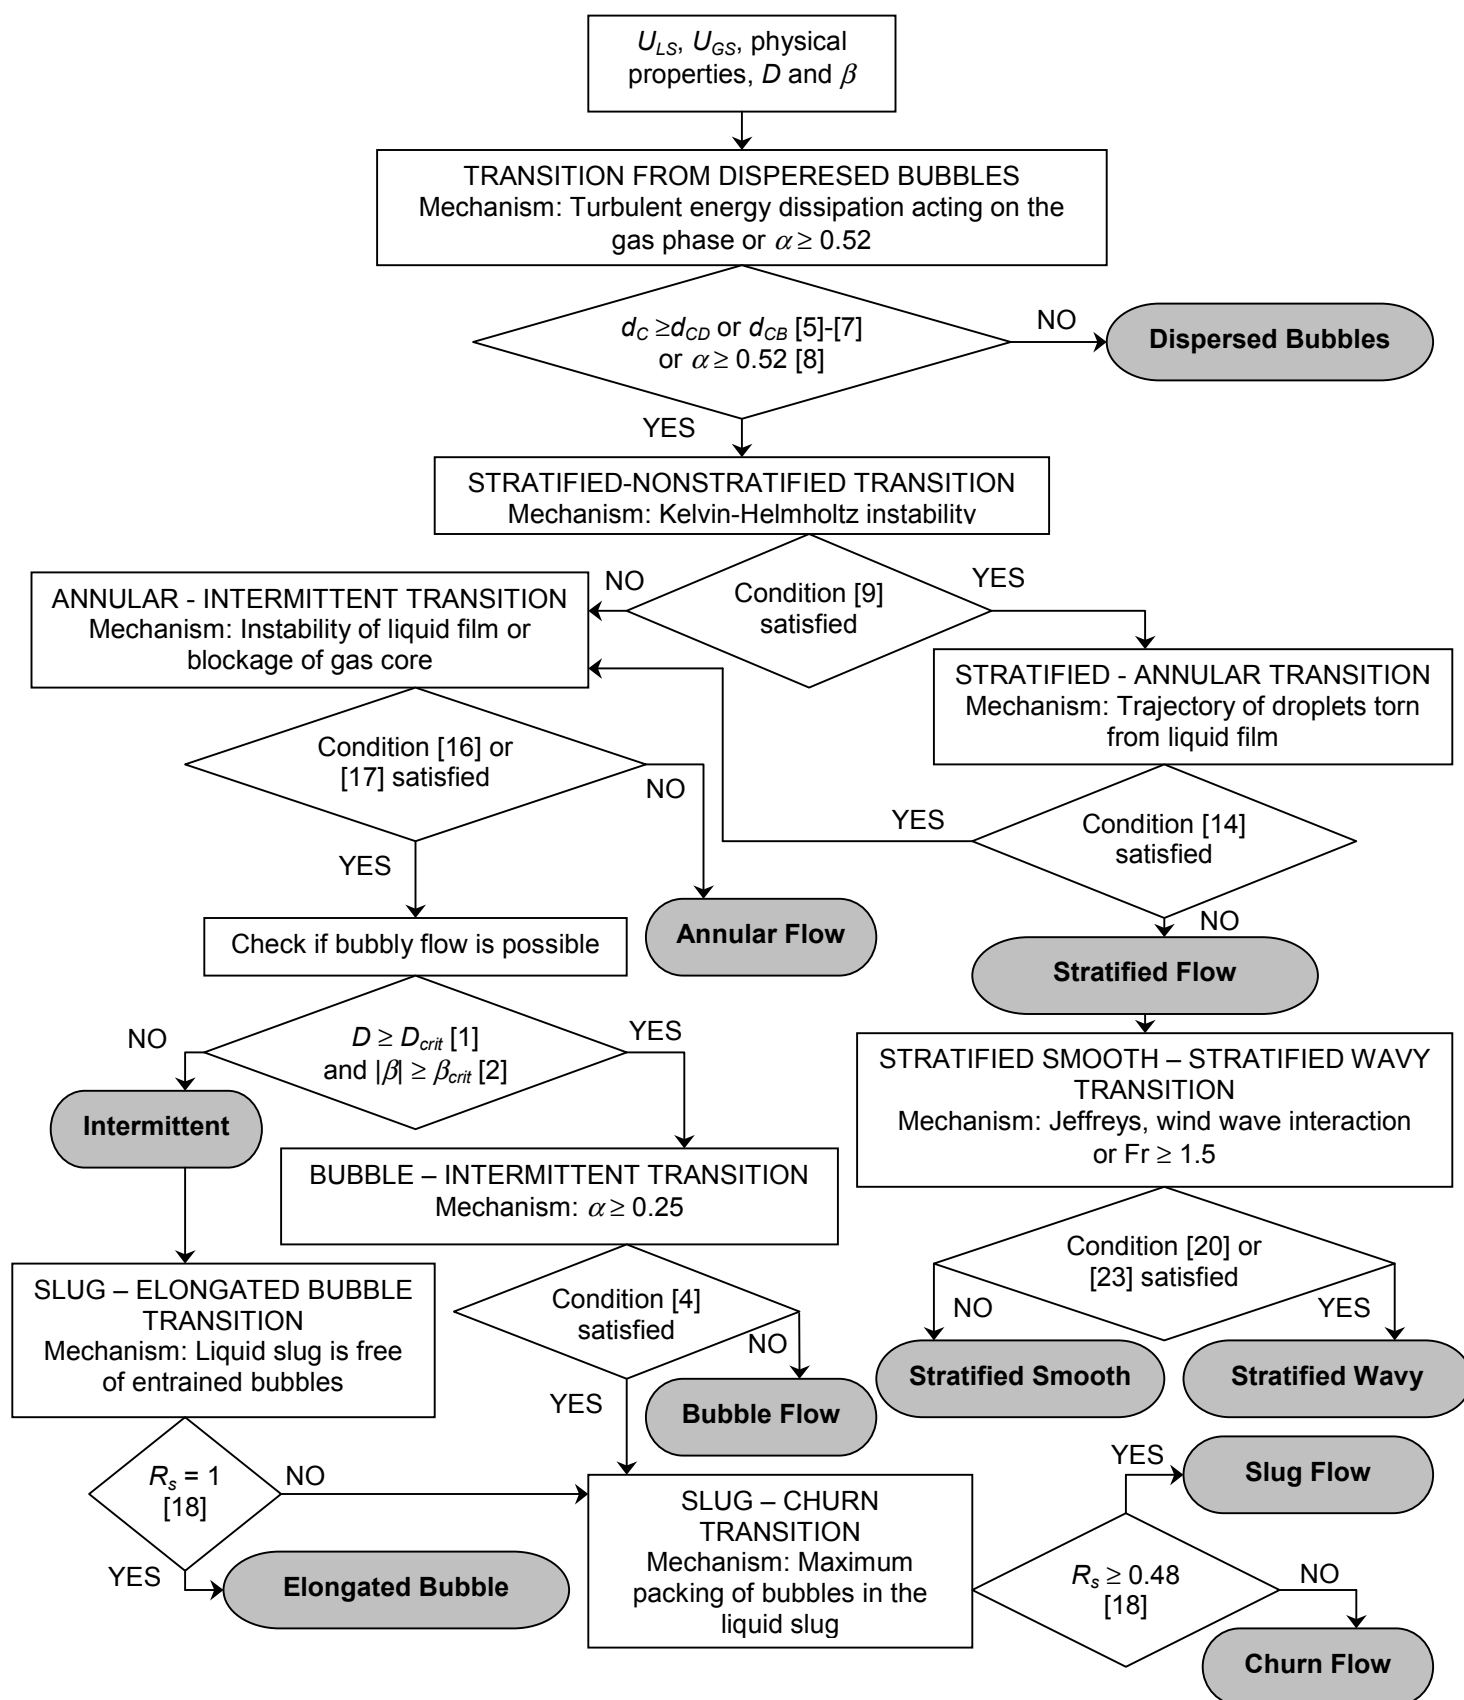 U_LS, U_GS, physical
properties, D and β
TRANSITION FROM DISPERESED BUBBLES
Mechanism: Turbulent energy dissipation acting on the
gas phase or α ≥ 0.52
d_C ≥d_CD or d_CB [5]-[7]
or α ≥ 0.52 [8]
NO
Dispersed Bubbles
YES
STRATIFIED-NONSTRATIFIED TRANSITION
Mechanism: Kelvin-Helmholtz instability
Condition [9]
satisfied
NO
YES
ANNULAR - INTERMITTENT TRANSITION
Mechanism: Instability of liquid film or
blockage of gas core
STRATIFIED - ANNULAR TRANSITION
Mechanism: Trajectory of droplets torn
from liquid film
Condition [16] or
[17] satisfied
NO
YES
Condition [14]
satisfied
YES
NO
Annular Flow
Stratified Flow
Check if bubbly flow is possible
D ≥ D_crit [1]
and |β| ≥ β_crit [2]
NO
YES
Intermittent
STRATIFIED SMOOTH – STRATIFIED WAVY
TRANSITION
Mechanism: Jeffreys, wind wave interaction
or Fr ≥ 1.5
BUBBLE – INTERMITTENT TRANSITION
Mechanism: α ≥ 0.25
Condition [20] or
[23] satisfied
NO
YES
Stratified Smooth
Stratified Wavy
SLUG – ELONGATED BUBBLE
TRANSITION
Mechanism: Liquid slug is free
of entrained bubbles
Condition [4]
satisfied
NO
YES
Bubble Flow
R_s = 1
[18]
NO
YES
Elongated Bubble
SLUG – CHURN
TRANSITION
Mechanism: Maximum
packing of bubbles in the
liquid slug
R_s ≥ 0.48
[18]
YES
Slug Flow
NO
Churn Flow